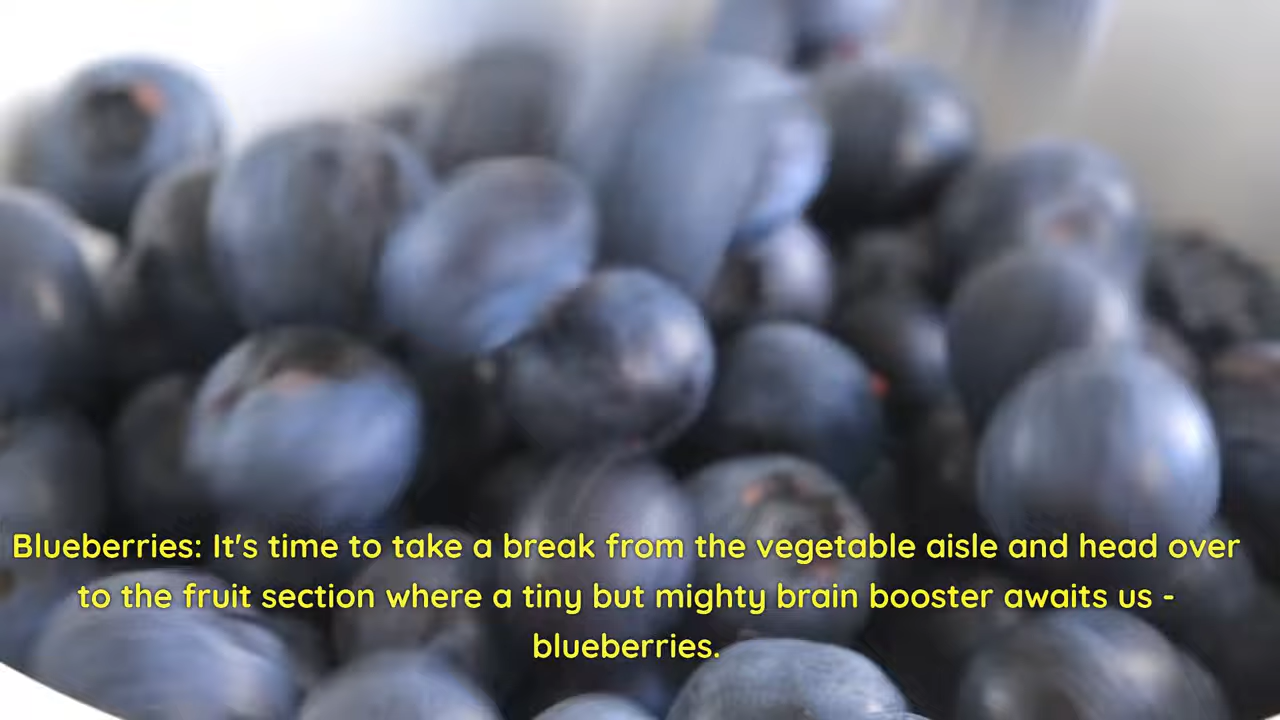 Blueberries: It's time to take a break from the vegetable aisle and head over
to the fruit section where a tiny but mighty brain booster awaits us -
blueberries.